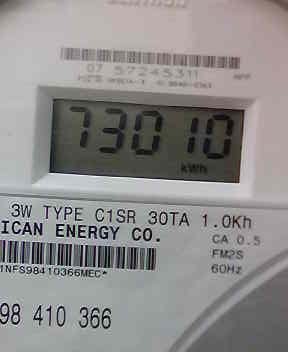 07 57245311
73010
kWh
3W TYPE C1SR 30TA 1.0Kh
ICAN ENERGY CO.
CA 0.5
FM2S
60Hz
1NFS98410366MEC*
98 410 366